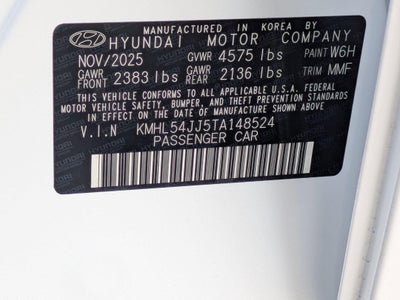 MANUFACTURED IN KOREA BY
HYUNDAI MOTOR COMPANY
NOV/2025 GVWR 4575 lbs PAINT W6H
GAWR FRONT 2383 lbs GAWR REAR 2136 lbs TRIM MMF
THIS VEHICLE CONFORMS TO ALL APPLICABLE U.S.A FEDERAL
MOTOR VEHICLE SAFETY, BUMPER, AND THEFT PREVENTION
STANDARDS IN EFFECT ON THE DATE OF MANUFACTURE SHOWN ABOVE.
V.I.N KMHL54JJ5TA148524
PASSENGER CAR